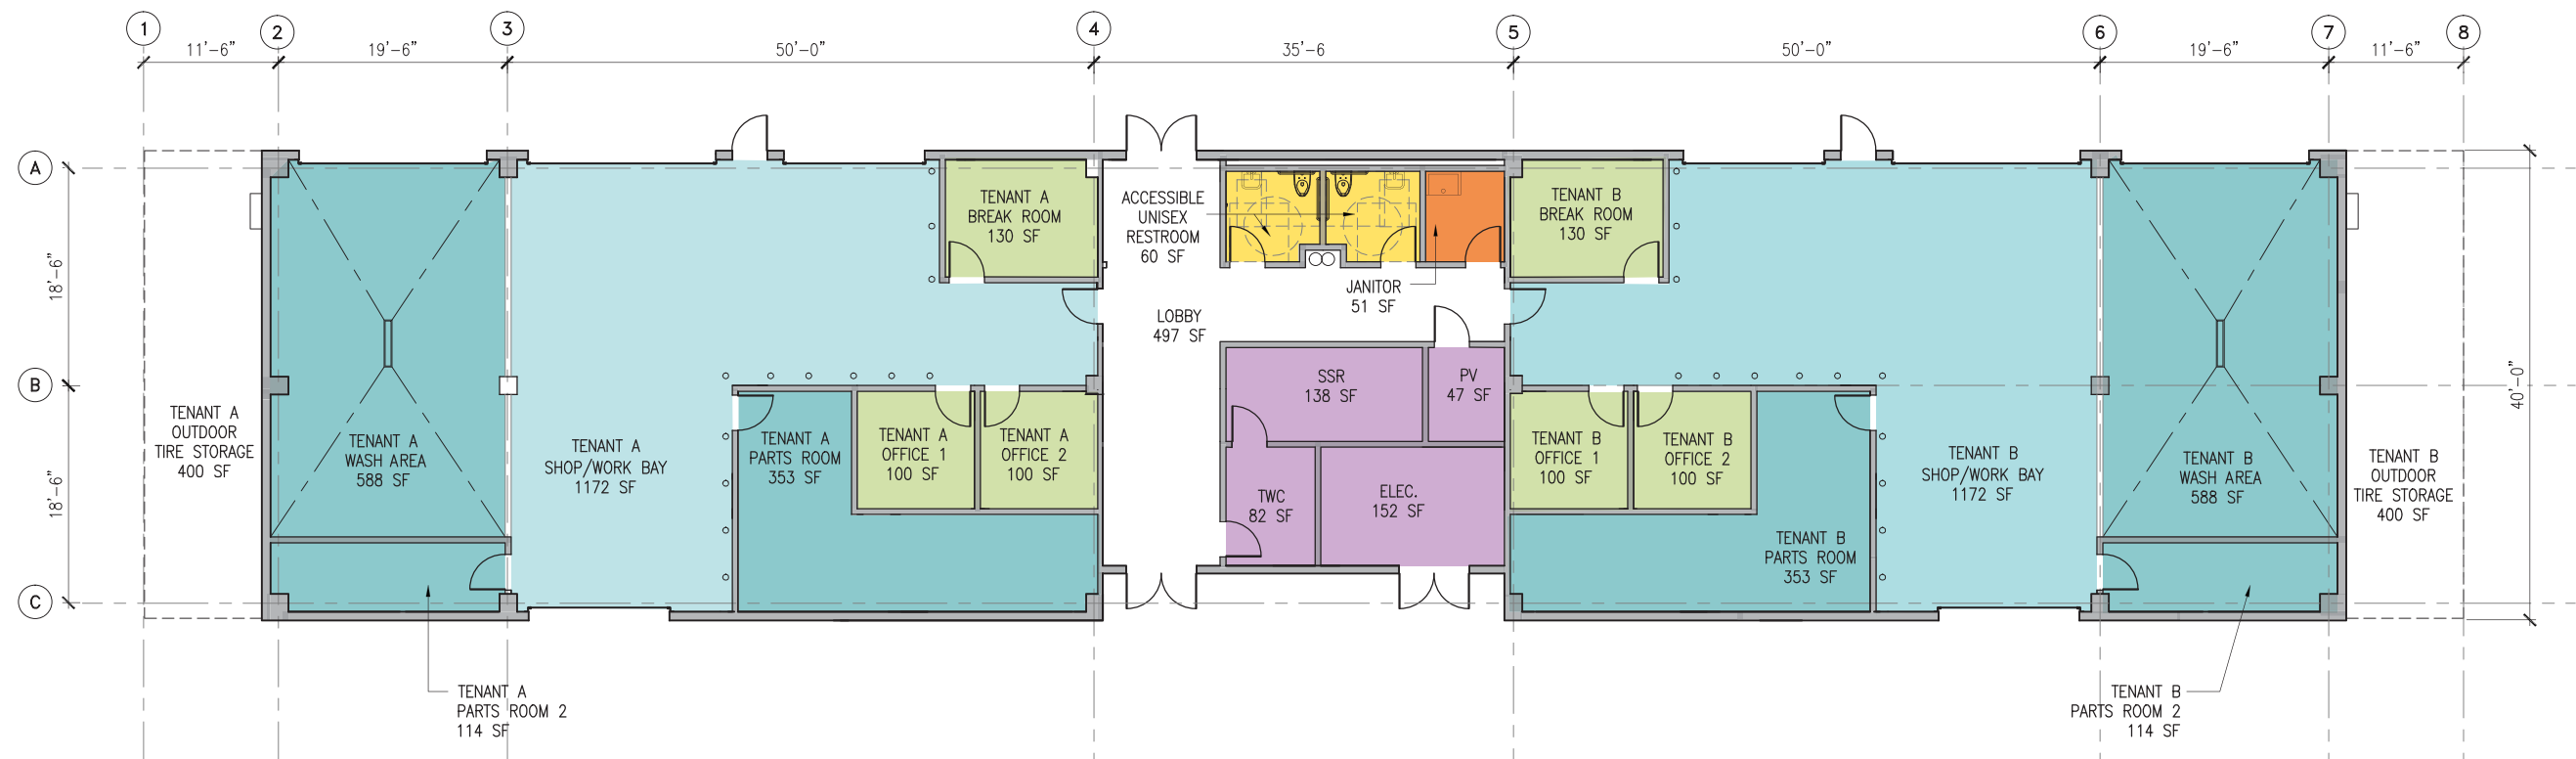 1
2
3
4
5
6
7
8
11'-6"
19'-6"
50'-0"
35'-6
50'-0"
19'-6"
11'-6"
A
B
C
18'-6"
18'-6"
40'-0"
TENANT A
OUTDOOR
TIRE STORAGE
400 SF
TENANT A
WASH AREA
588 SF
TENANT A
SHOP/WORK BAY
1172 SF
TENANT A
PARTS ROOM
353 SF
TENANT A
OFFICE 1
100 SF
TENANT A
OFFICE 2
100 SF
TENANT A
BREAK ROOM
130 SF
ACCESSIBLE
UNISEX
RESTROOM
60 SF
LOBBY
497 SF
JANITOR
51 SF
SSR
138 SF
PV
47 SF
TWC
82 SF
ELEC.
152 SF
TENANT B
BREAK ROOM
130 SF
TENANT B
OFFICE 1
100 SF
TENANT B
OFFICE 2
100 SF
TENANT B
PARTS ROOM
353 SF
TENANT B
SHOP/WORK BAY
1172 SF
TENANT B
WASH AREA
588 SF
TENANT B
OUTDOOR
TIRE STORAGE
400 SF
TENANT A
PARTS ROOM 2
114 SF
TENANT B
PARTS ROOM 2
114 SF